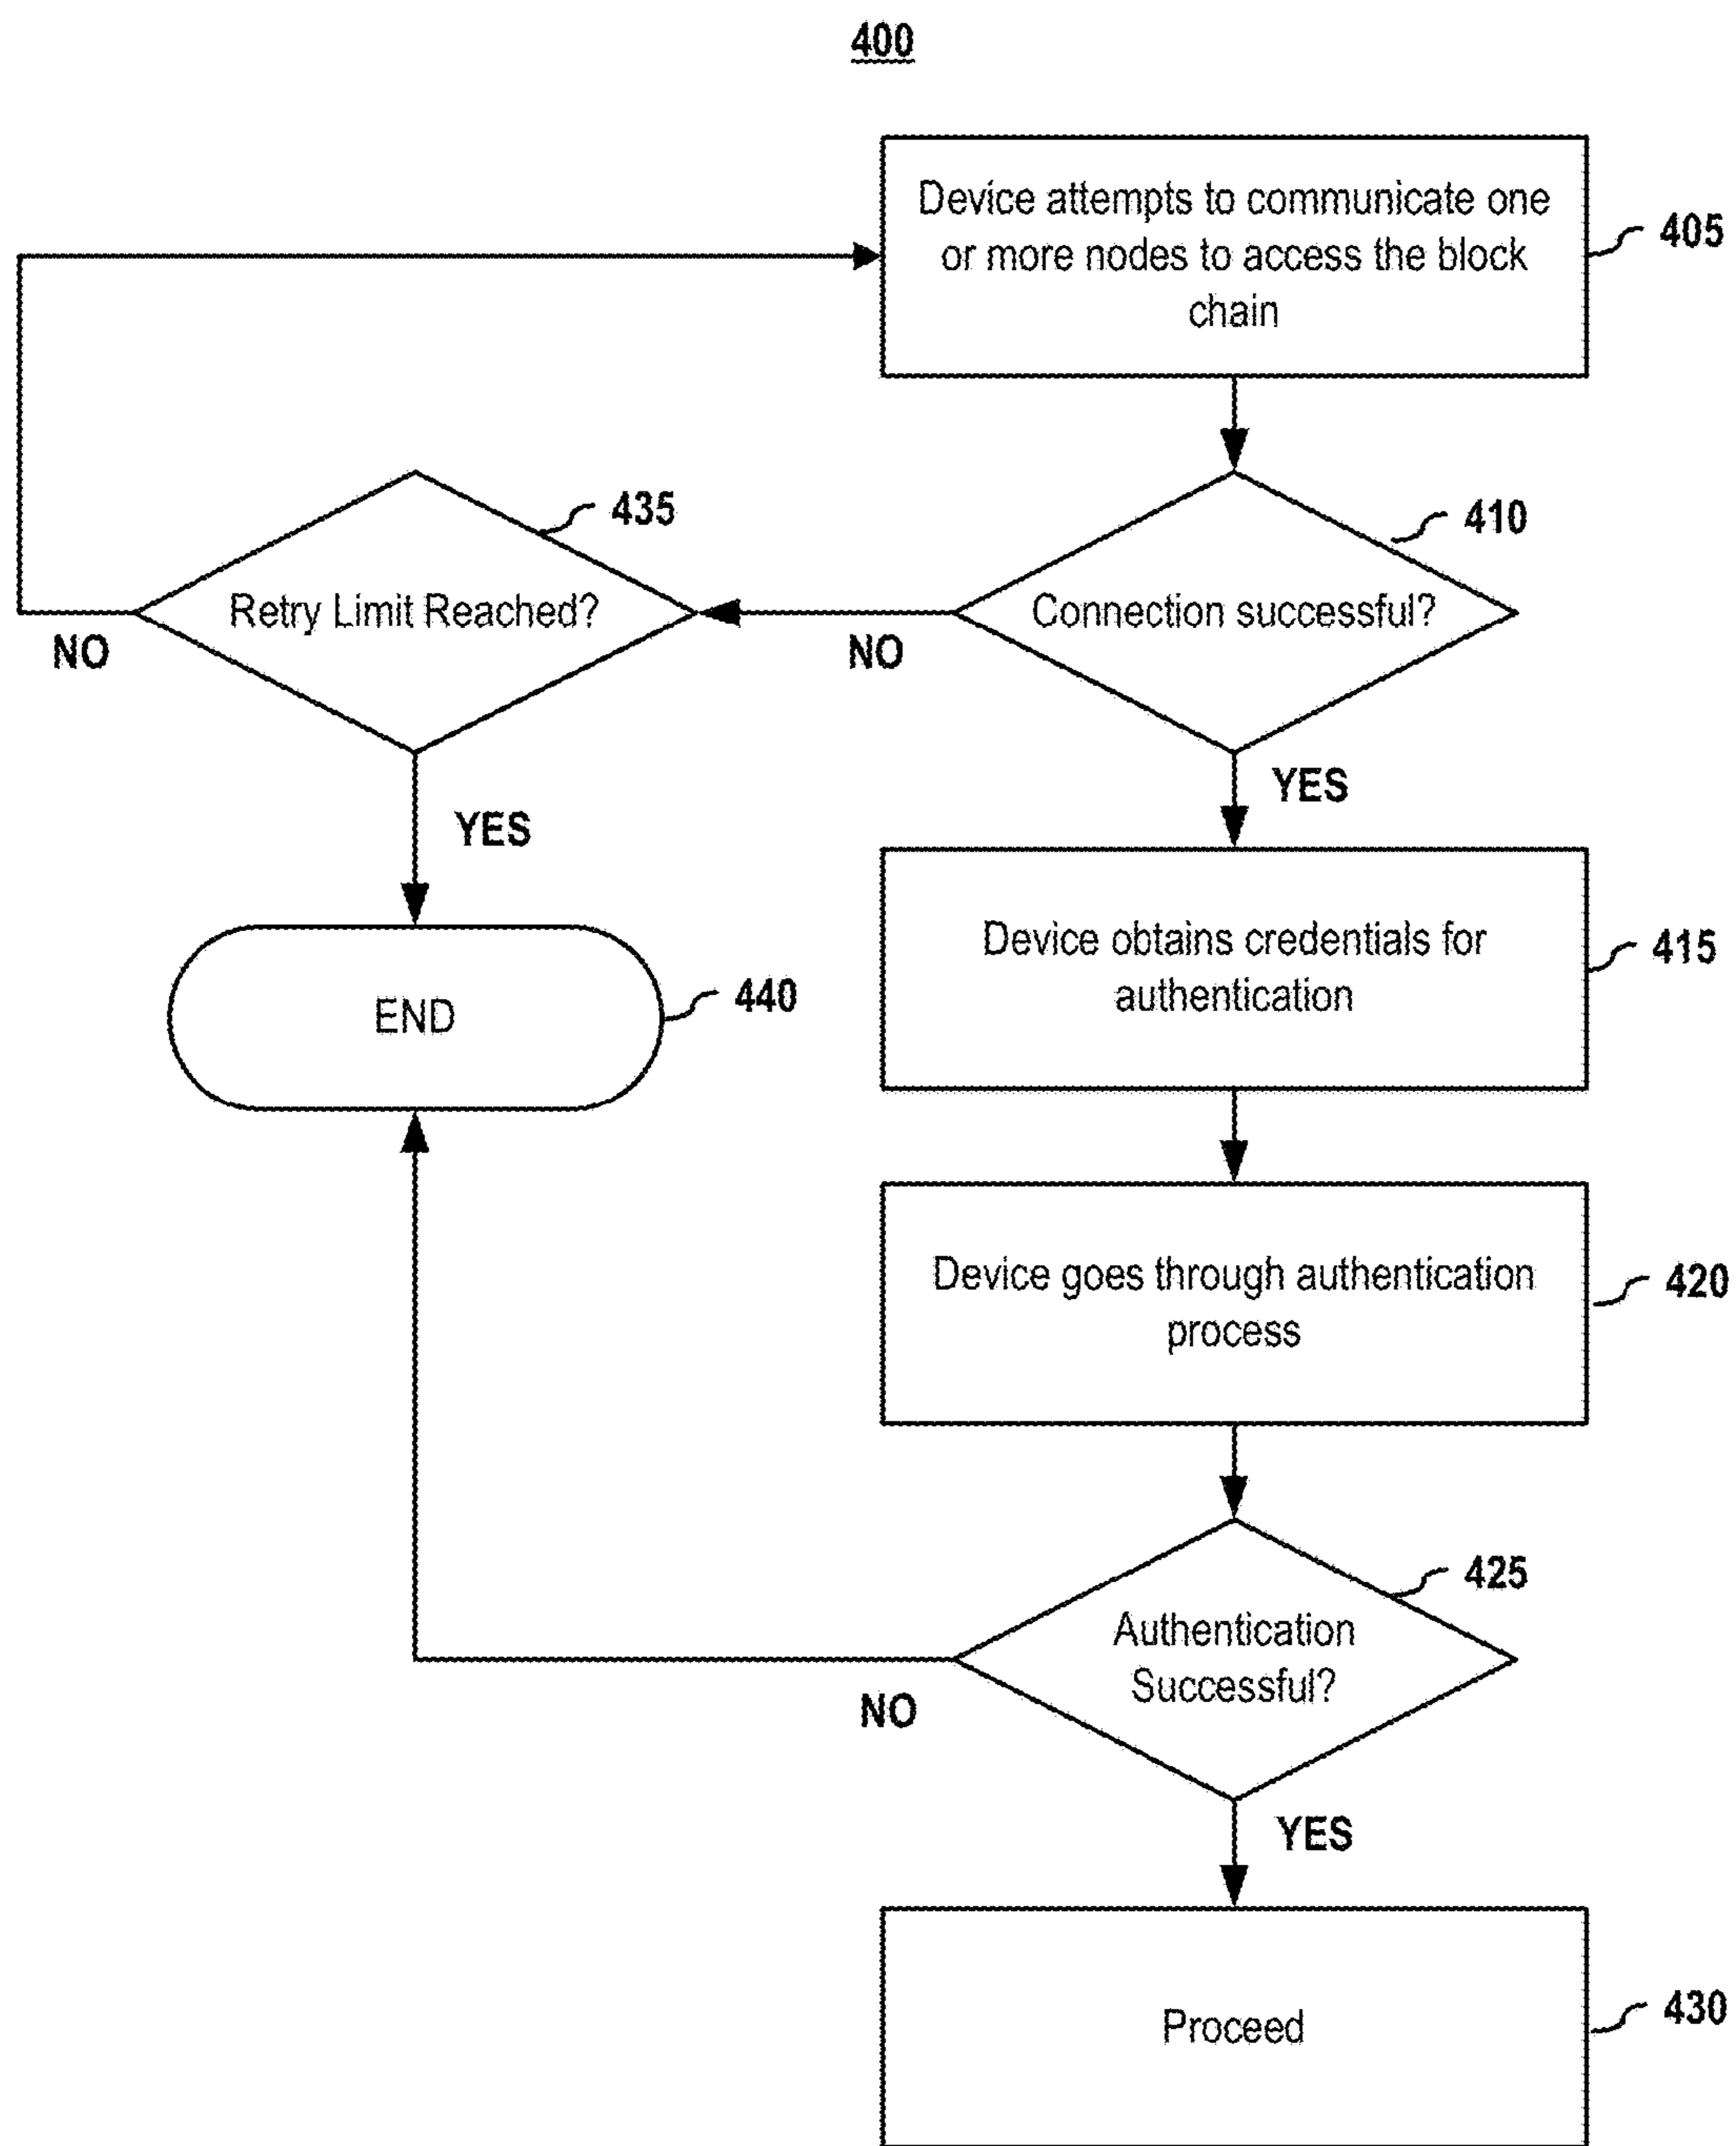 400
Device attempts to communicate one
or more nodes to access the block
chain
405
435
410
Retry Limit Reached?
Connection successful?
NO
NO
YES
YES
Device obtains credentials for
authentication
415
END
440
Device goes through authentication
process
420
425
Authentication
Successful?
NO
YES
Proceed
430